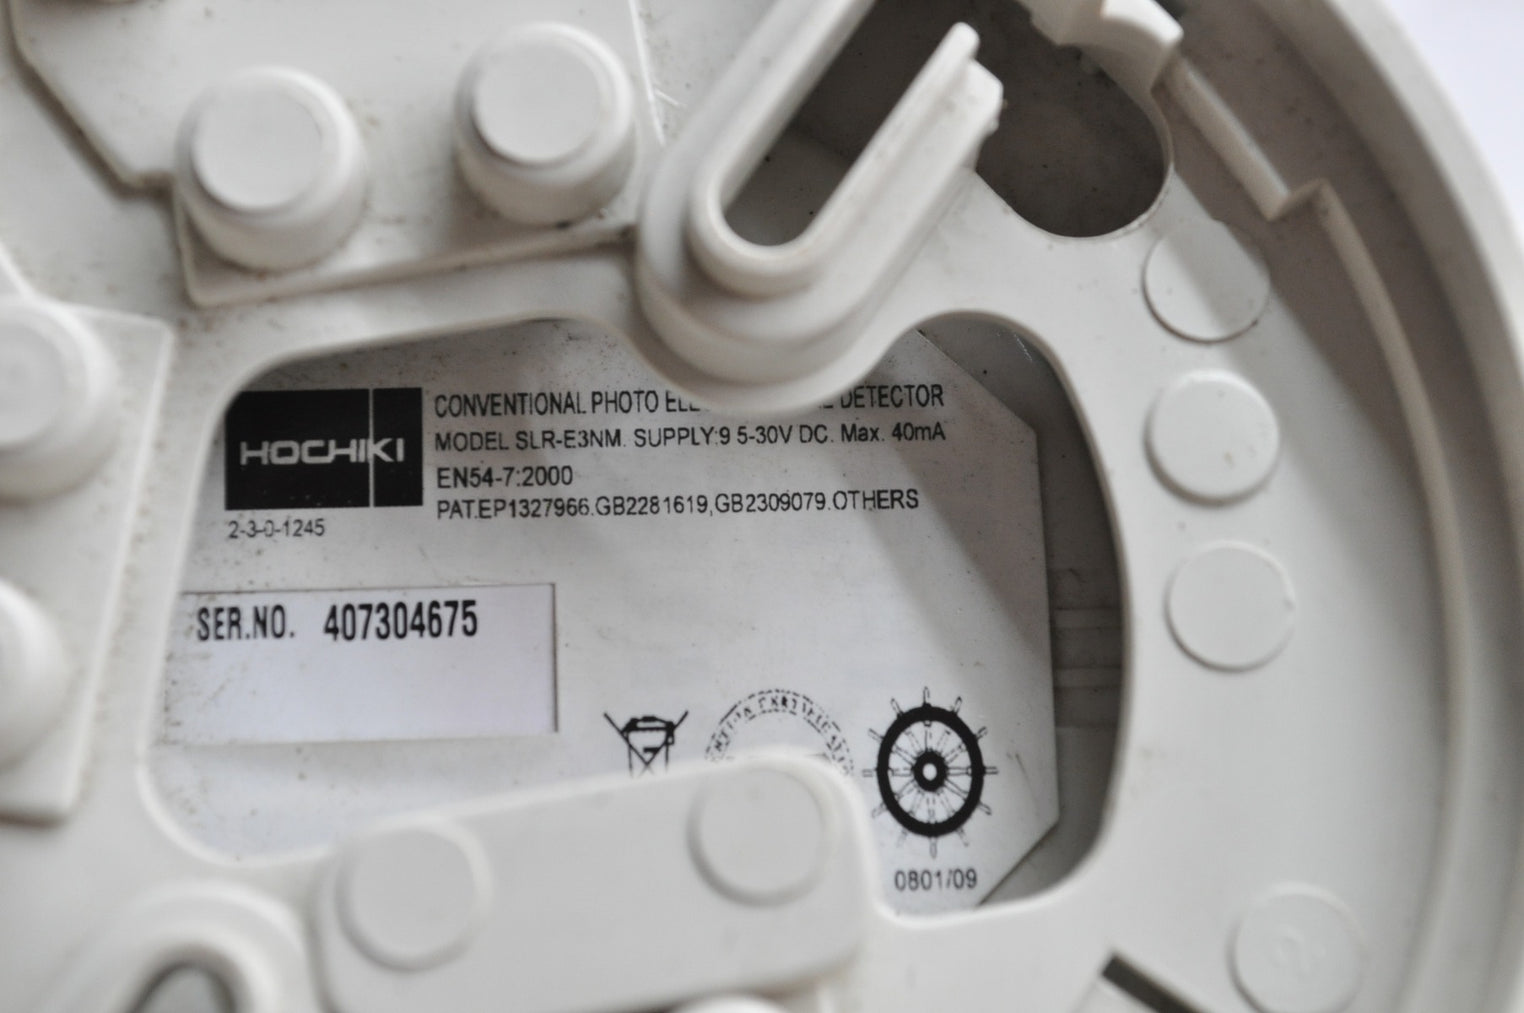 HOCHIKI
CONVENTIONAL PHOTO DETECTOR
MODEL SLR-E3NM. SUPPLY:9 5-30V DC. Max. 40mA
EN54-7:2000
PAT.EP1327966.GB2281619,GB2309079.OTHERS
2-3-0-1245
SER.NO. 407304675
0801/09